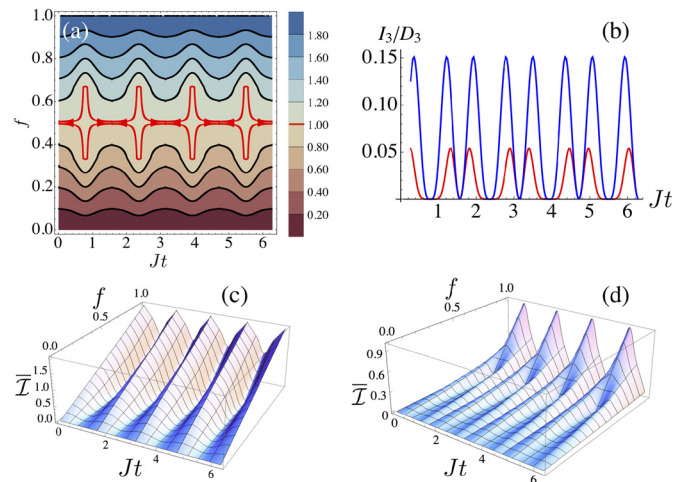 (a)
1.0
0.8
0.6
f
0.4
0.2
0.0
0 1 2 3 4 5 6
Jt
1.80
1.60
1.40
1.20
1.00
0.80
0.60
0.40
0.20
I₃/D₃ (b)
0.15
0.10
0.05
1 2 3 4 5 6 Jt
(c)
f
1.0
0.5
0.0
1.5
1.0
0.5
0.0
Ī
0 2 4 6
Jt
(d)
f
1.0
0.5
0.0
0.9
0.6
0.3
0
Ī
0 2 4 6
Jt